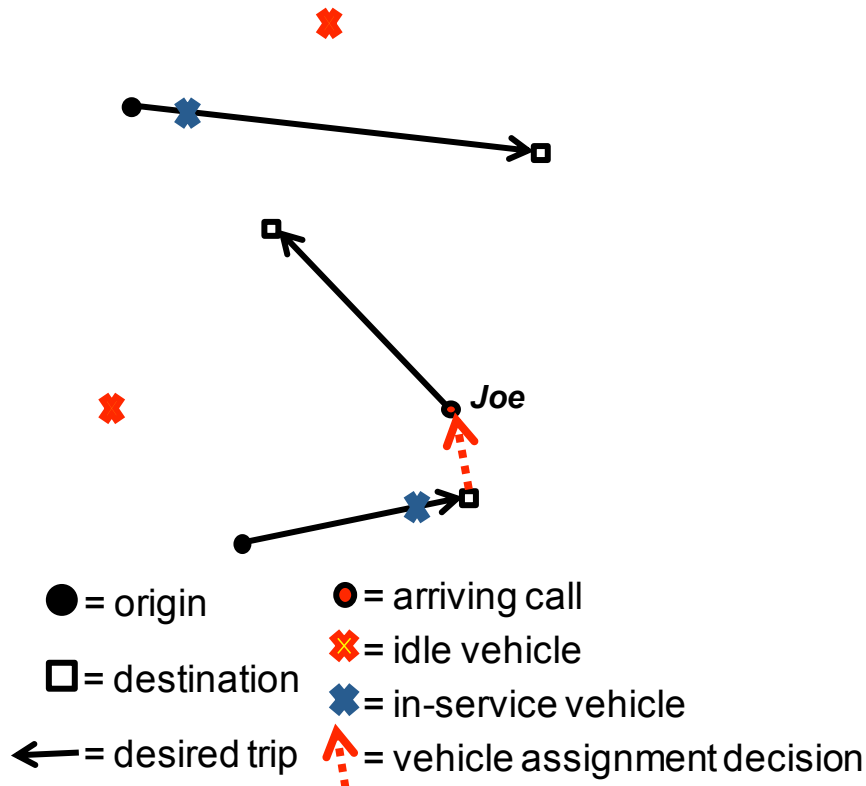 Joe
= origin
= arriving call
= idle vehicle
= destination
= in-service vehicle
= desired trip
= vehicle assignment decision